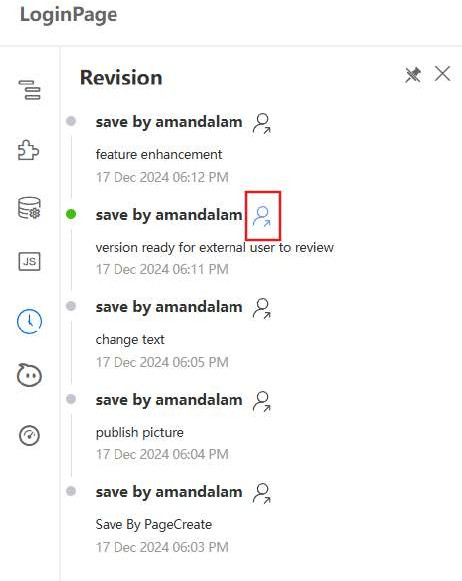 LoginPage
Revision
save by amandalam
feature enhancement
17 Dec 2024 06:12 PM
save by amandalam
version ready for external user to review
17 Dec 2024 06:11 PM
JS
save by amandalam
change text
17 Dec 2024 06:05 PM
save by amandalam
publish picture
17 Dec 2024 06:04 PM
save by amandalam
Save By PageCreate
17 Dec 2024 06:03 PM